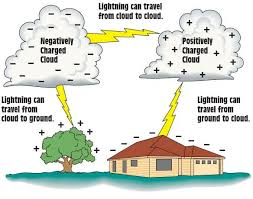 Lightning can travel
from cloud to cloud.
Negatively
Charged
Cloud
Positively
Charged
Cloud
Lightning can
travel from
cloud to ground.
Lightning can
travel from
ground to cloud.